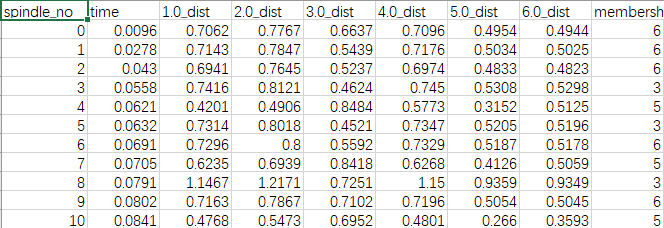 spindle_no time 1.0_dist 2.0_dist 3.0_dist 4.0_dist 5.0_dist 6.0_dist membersh
0 0.0096 0.7062 0.7767 0.6637 0.7096 0.4954 0.4944 6
1 0.0278 0.7143 0.7847 0.5439 0.7176 0.5034 0.5025 6
2 0.043 0.6941 0.7645 0.5237 0.6974 0.4833 0.4823 6
3 0.0558 0.7416 0.8121 0.4624 0.745 0.5308 0.5298 3
4 0.0621 0.4201 0.4906 0.8484 0.5773 0.3152 0.5125 5
5 0.0632 0.7314 0.8018 0.4521 0.7347 0.5205 0.5196 3
6 0.0691 0.7296 0.8 0.5592 0.7329 0.5187 0.5178 6
7 0.0705 0.6235 0.6939 0.8418 0.6268 0.4126 0.5059 5
8 0.0791 1.1467 1.2171 0.7251 1.15 0.9359 0.9349 3
9 0.0802 0.7163 0.7867 0.7102 0.7196 0.5054 0.5045 6
10 0.0841 0.4768 0.5473 0.6952 0.4801 0.266 0.3593 5